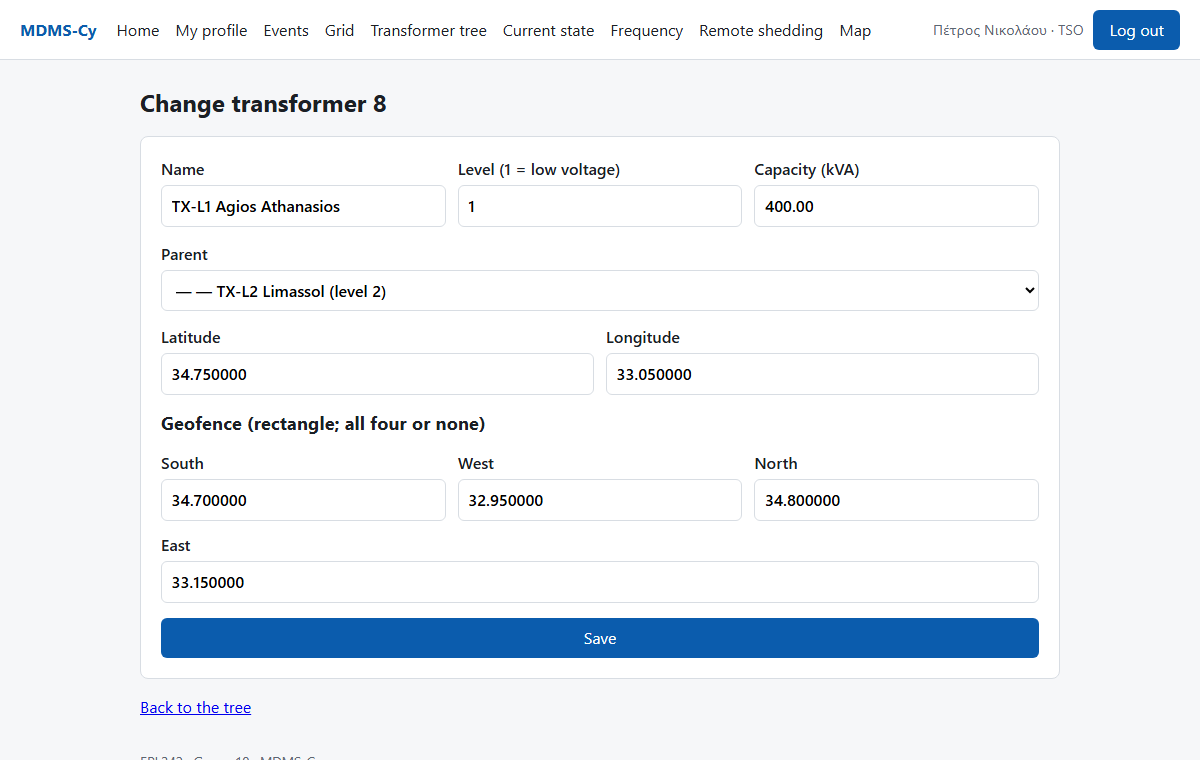 MDMS-Cy Home My profile Events Grid Transformer tree Current state Frequency Remote shedding Map Πέτρος Νικολάου · TSO Log out
Change transformer 8
Name Level (1 = low voltage) Capacity (kVA)
TX-L1 Agios Athanasios 1 400.00
Parent
— — TX-L2 Limassol (level 2)
Latitude Longitude
34.750000 33.050000
Geofence (rectangle; all four or none)
South West North
34.700000 32.950000 34.800000
East
33.150000
Save
Back to the tree